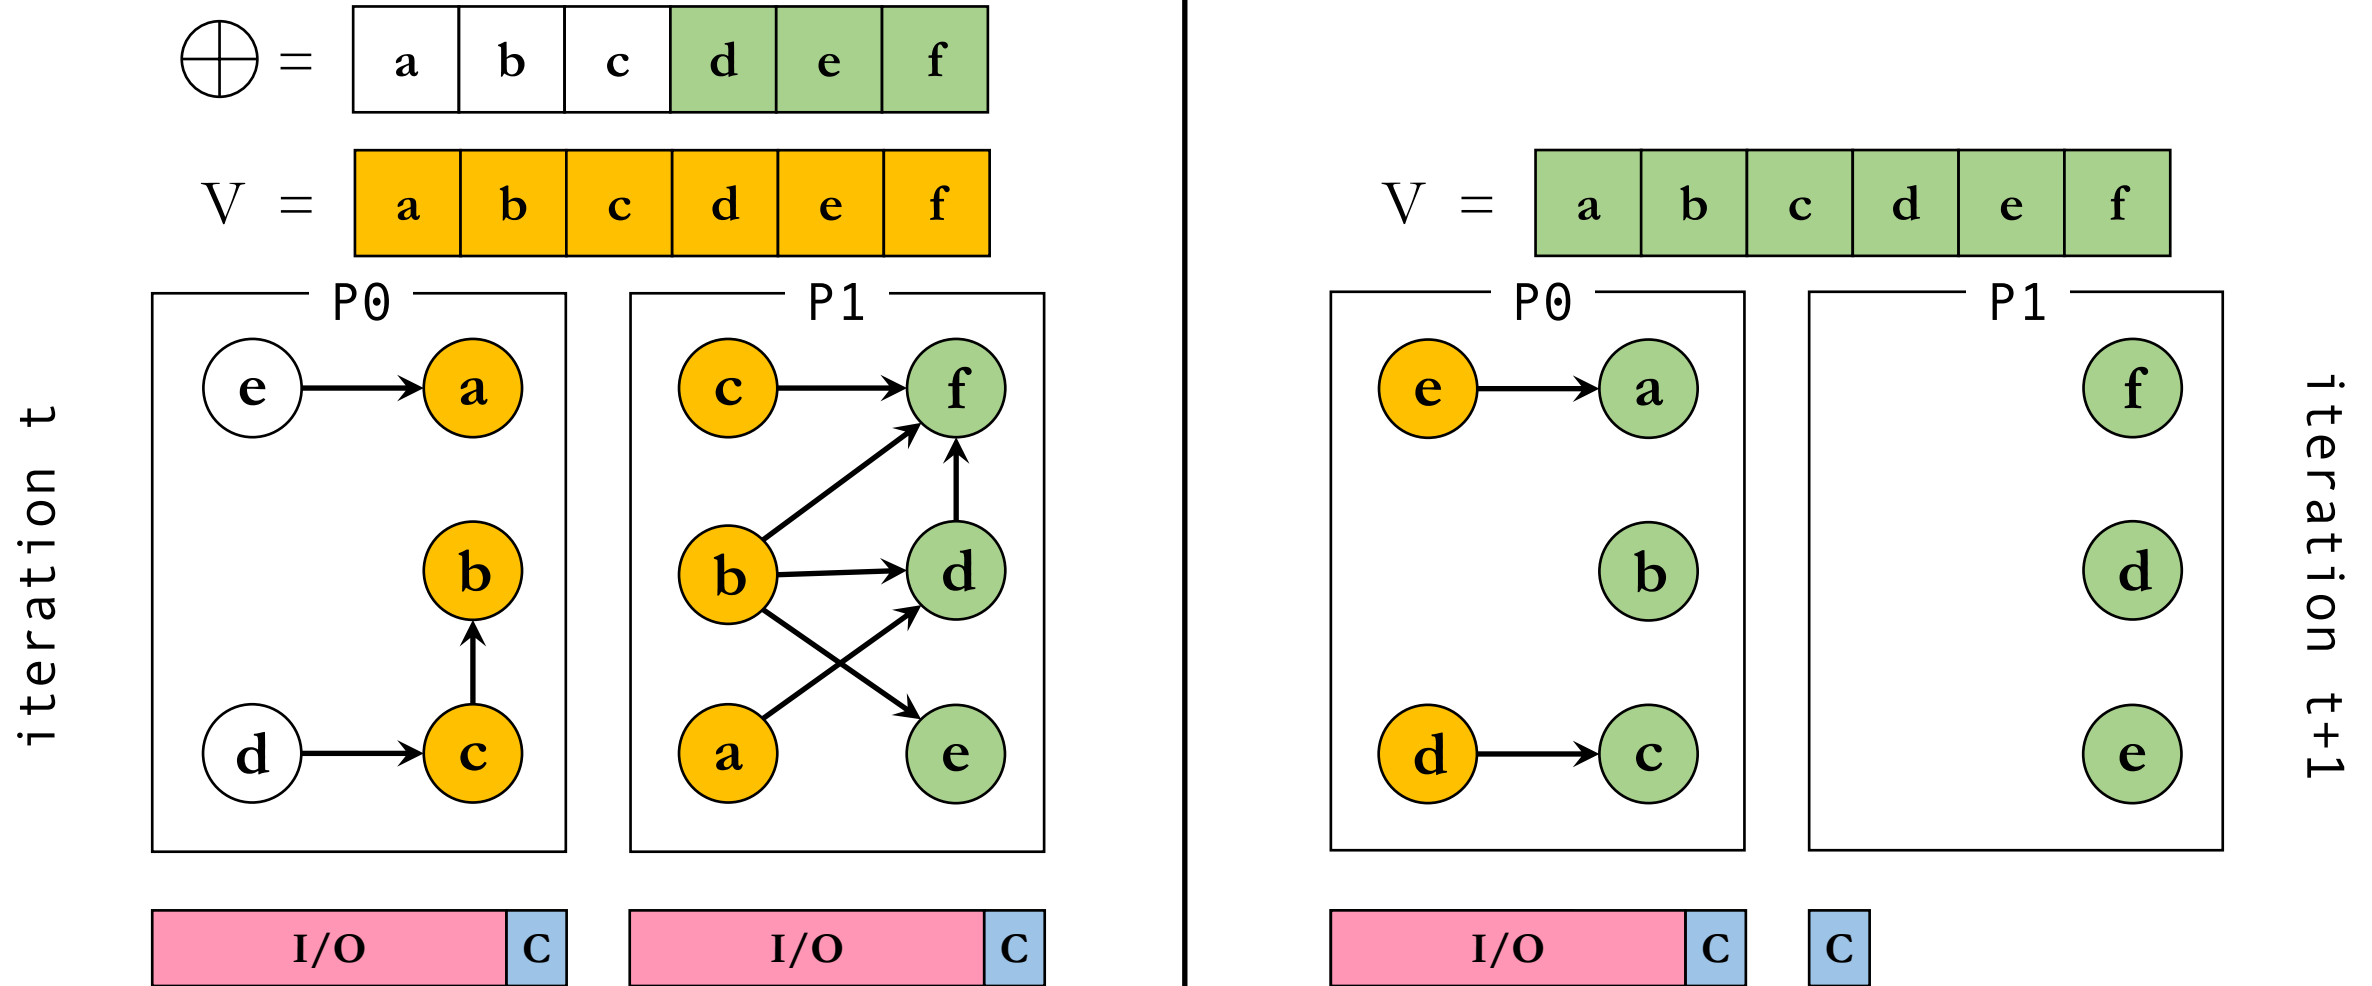 ⊕ = a b c d e f
V = a b c d e f
P0
e a
b
d c
P1
c f
b d
a e
I/O C
I/O C
iteration t
V = a b c d e f
P0
e a
b
d c
P1
f
d
e
I/O C
C
iteration t+1